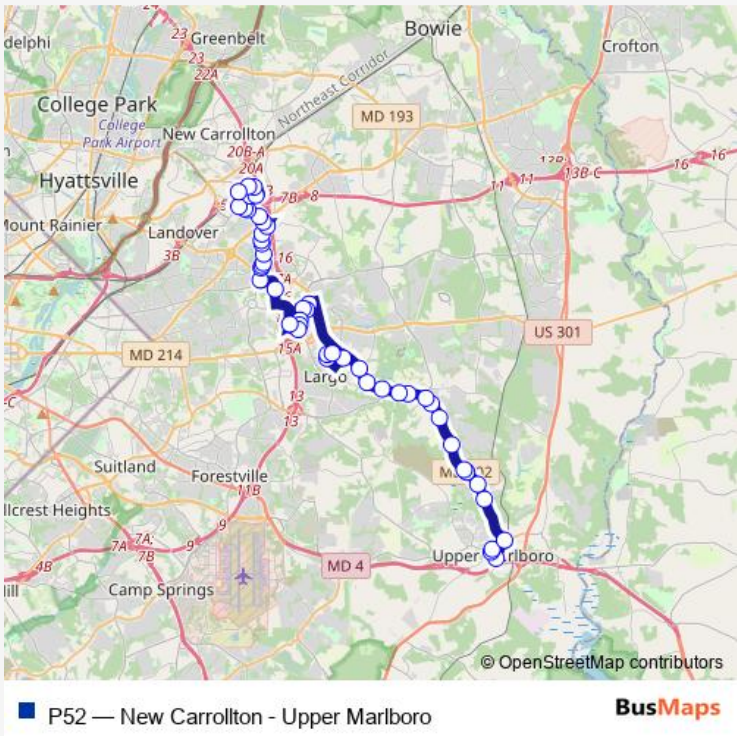 23
Greenbelt
Bowie
delphi
23
22A
Crofton
College Park
Northeast Corridor
MD 193
College
Park Airport
New Carrollton
20B-A
20A
16
16
13B-C
11
11
Hyattsville
7B
8
Mount Rainier
Landover
3B
16
US 301
MD 214
15A
Largo
13
13
Suitland
Forestville
11B
llcrest Heights
9
9
7A
7A;
7B
4B
MD 4
Upper Marlboro
Camp Springs
© OpenStreetMap contributors
P52 — New Carrollton - Upper Marlboro
BusMaps